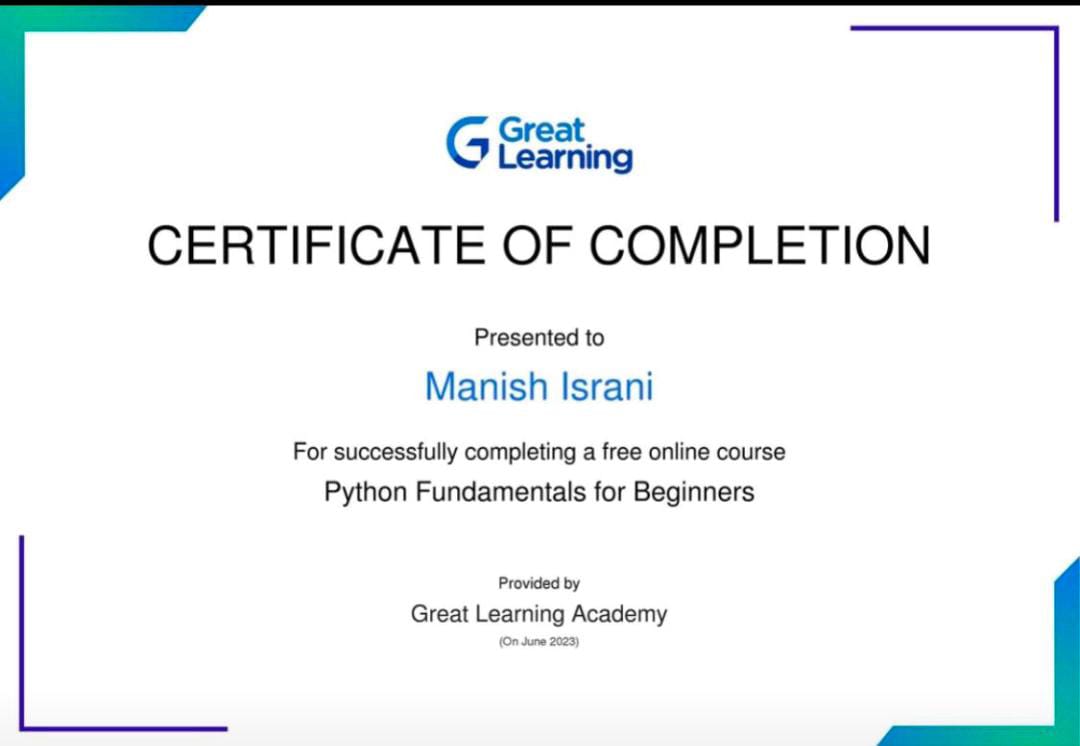 Great
Learning
CERTIFICATE OF COMPLETION
Presented to
Manish Israni
For successfully completing a free online course
Python Fundamentals for Beginners
Provided by
Great Learning Academy
(On June 2023)